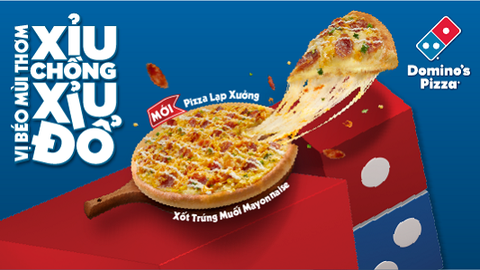 VỊ BÉO MÙI THƠM
XỈU
CHỒNG
XỈU
ĐỔ
MỚI
Pizza Lạp Xưởng
Xốt Trứng Muối Mayonnaise
Domino's
Pizza